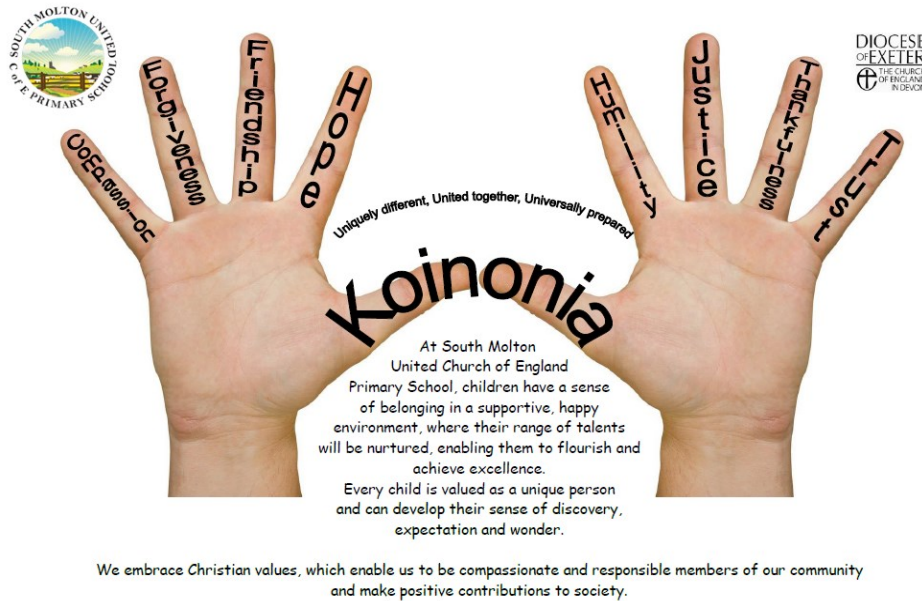 SOUTH MOLTON UNITED
C of E PRIMARY SCHOOL
DIOCESE
OF EXETER
THE CHURCH
OF ENGLAND
IN DEVON
Compassion
Forgiveness
Friendship
Hope
Humility
Justice
Thankfulness
Trust
Uniquely different, United together, Universally prepared
Koinonia
At South Molton
United Church of England
Primary School, children have a sense
of belonging in a supportive, happy
environment, where their range of talents
will be nurtured, enabling them to flourish and
achieve excellence.
Every child is valued as a unique person
and can develop their sense of discovery,
expectation and wonder.
We embrace Christian values, which enable us to be compassionate and responsible members of our community
and make positive contributions to society.